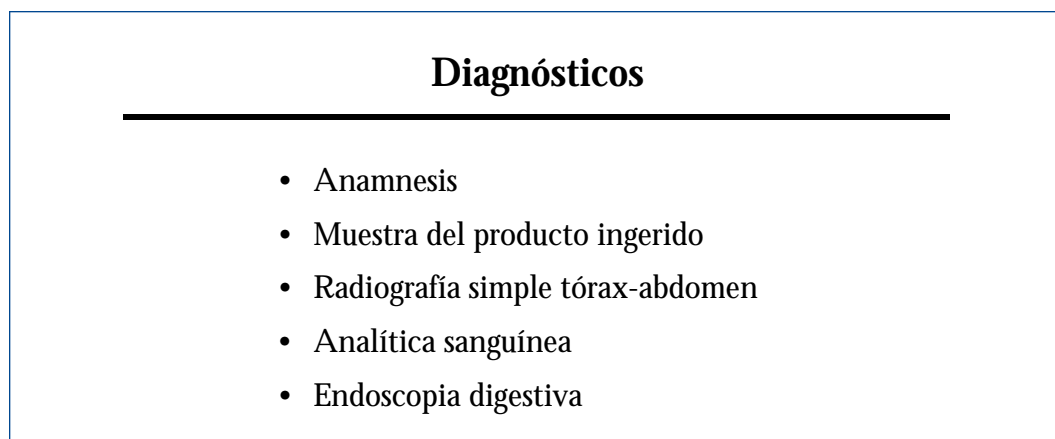 Diagnósticos
• Anamnesis
• Muestra del producto ingerido
• Radiografía simple tórax-abdomen
• Analítica sanguínea
• Endoscopia digestiva